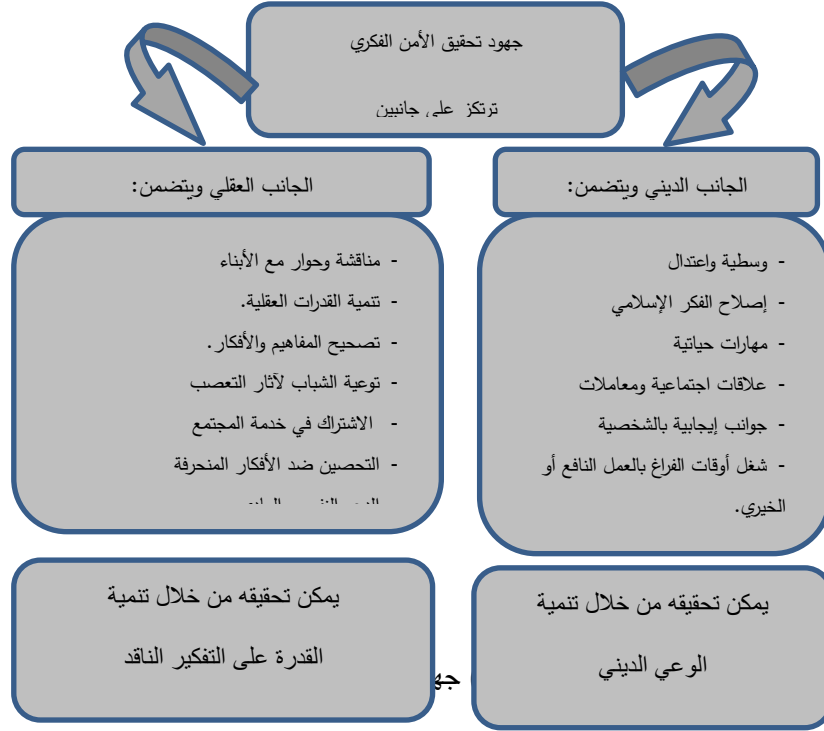 جهود تحقيق الأمن الفكري
ترتكز على جانبين
الجانب الديني ويتضمن:
- وسطية واعتدال
- إصلاح الفكر الإسلامي
- مهارات حياتية
- علاقات اجتماعية ومعاملات
- جوانب إيجابية بالشخصية
- شغل أوقات الفراغ بالعمل النافع أو
الخيري.
يمكن تحقيقه من خلال تنمية
الوعي الديني
الجانب العقلي ويتضمن:
- مناقشة وحوار مع الأبناء
- تنمية القدرات العقلية.
- تصحيح المفاهيم والأفكار.
- توعية الشباب لآثار التعصب
- الاشتراك في خدمة المجتمع
- التحصين ضد الأفكار المنحرفة
يمكن تحقيقه من خلال تنمية
القدرة على التفكير الناقد